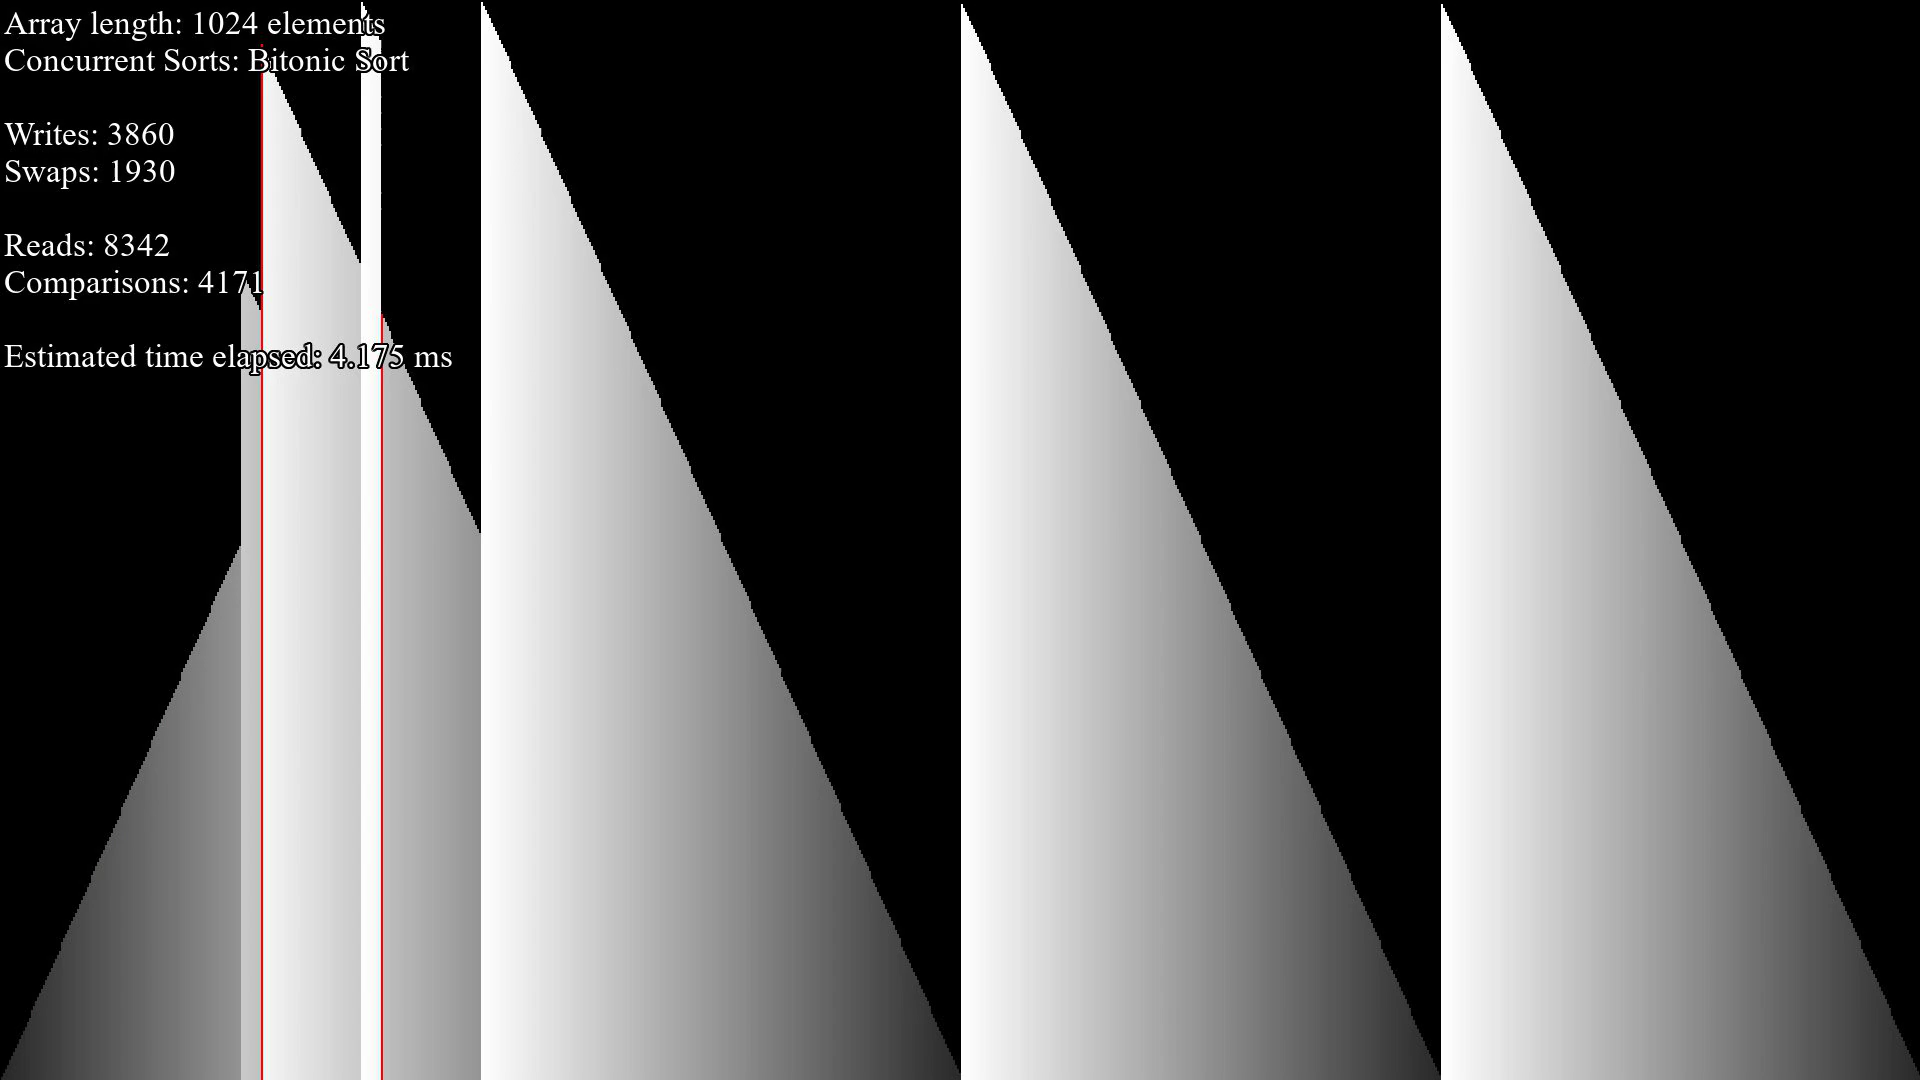 Array length: 1024 elements
Concurrent Sorts: Bitonic Sort
Writes: 3860
Swaps: 1930
Reads: 8342
Comparisons: 4171
Estimated time elapsed: 4.175 ms